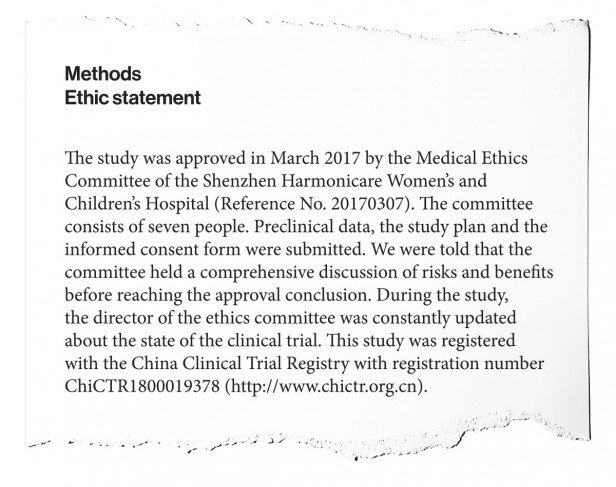 Methods
Ethic statement
The study was approved in March 2017 by the Medical Ethics
Committee of the Shenzhen Harmonicare Women's and
Children's Hospital (Reference No. 20170307). The committee
consists of seven people. Preclinical data, the study plan and the
informed consent form were submitted. We were told that the
committee held a comprehensive discussion of risks and benefits
before reaching the approval conclusion. During the study,
the director of the ethics committee was constantly updated
about the state of the clinical trial. This study was registered
with the China Clinical Trial Registry with registration number
ChiCTR1800019378 (http://www.chictr.org.cn).